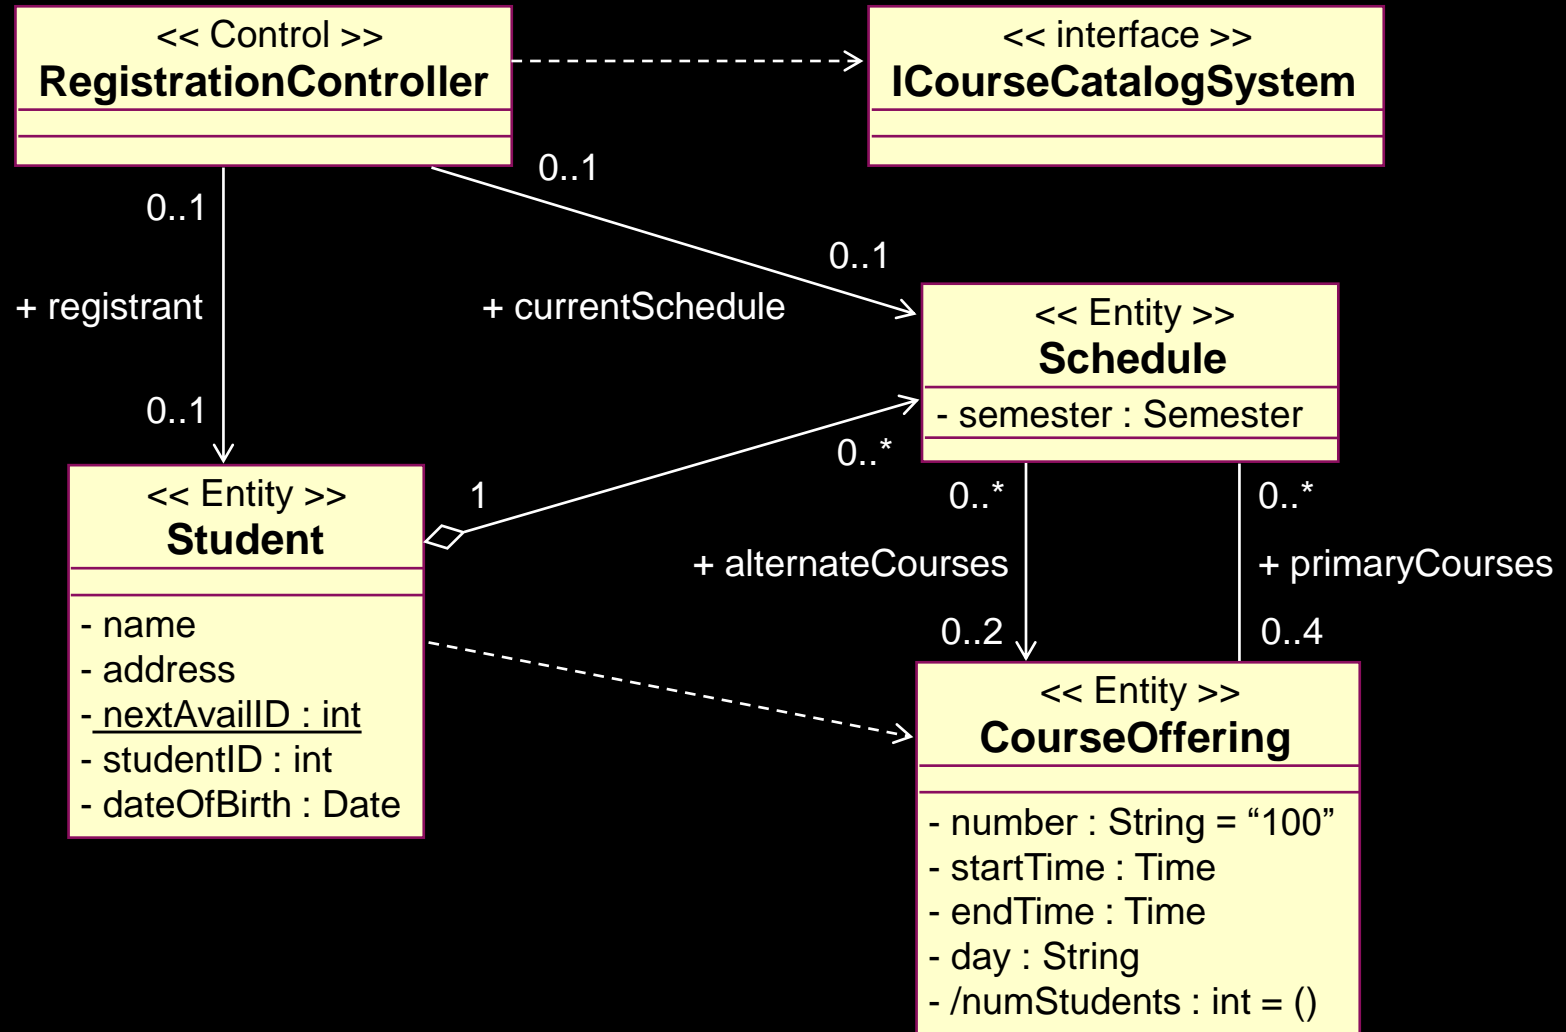 << Control >>
RegistrationController
<< interface >>
ICourseCatalogSystem
0..1
0..1
0..1
+ registrant
+ currentSchedule
0..1
<< Entity >>
Schedule
- semester : Semester
0..*
1
<< Entity >>
Student
- name
- address
- nextAvailID : int
- studentID : int
- dateOfBirth : Date
0..*
0..*
+ alternateCourses
+ primaryCourses
0..2
0..4
<< Entity >>
CourseOffering
- number : String = “100”
- startTime : Time
- endTime : Time
- day : String
- /numStudents : int = ()